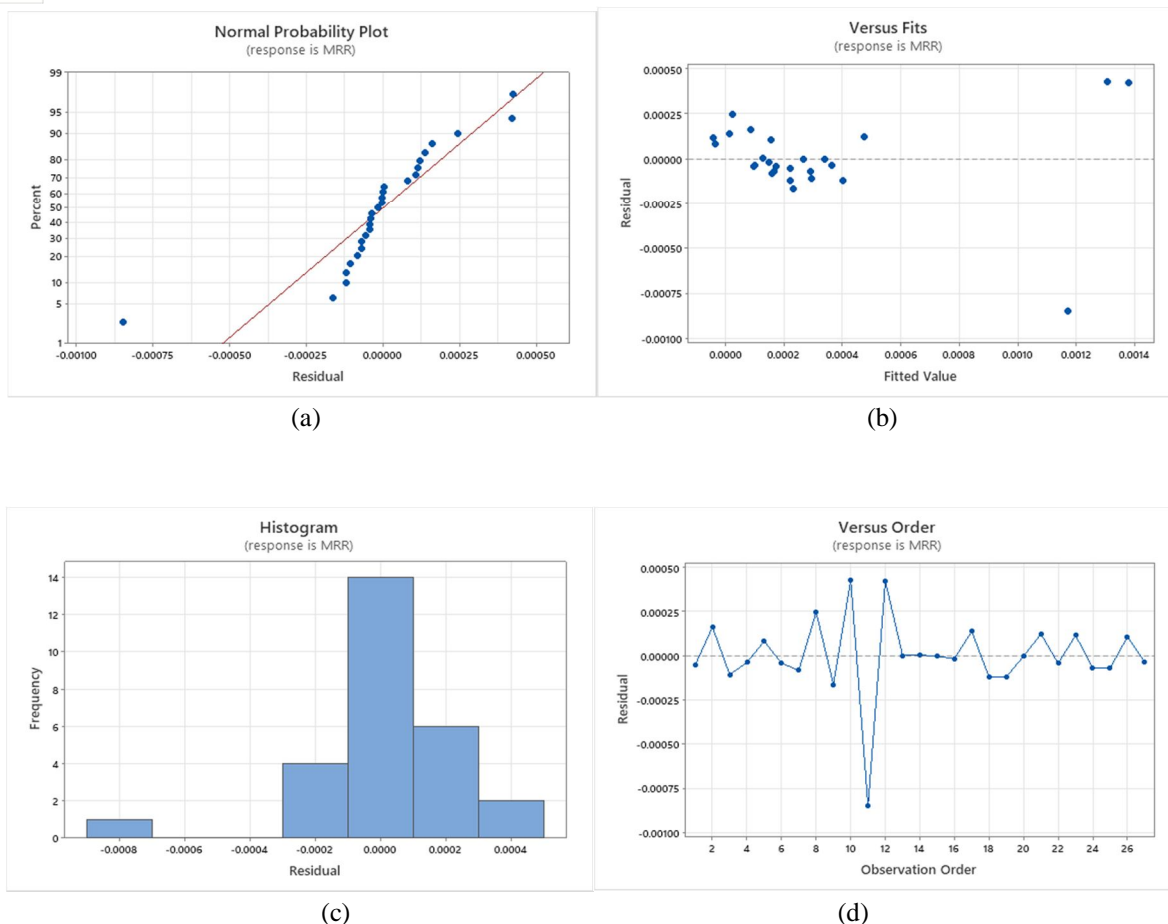 Normal Probability Plot
(response is MRR)
99
95
90
80
70
60
50
40
30
20
10
5
1
Percent
-0.00100 -0.00075 -0.00050 -0.00025 0.00000 0.00025 0.00050
Residual
(a)
Versus Fits
(response is MRR)
0.00050
0.00025
0.00000
-0.00025
-0.00050
-0.00075
-0.00100
Residual
0.0000 0.0002 0.0004 0.0006 0.0008 0.0010 0.0012 0.0014
Fitted Value
(b)
Histogram
(response is MRR)
14
12
10
8
6
4
2
0
Frequency
-0.0008 -0.0006 -0.0004 -0.0002 0.0000 0.0002 0.0004
Residual
(c)
Versus Order
(response is MRR)
0.00050
0.00025
0.00000
-0.00025
-0.00050
-0.00075
-0.00100
Residual
2 4 6 8 10 12 14 16 18 20 22 24 26
Observation Order
(d)